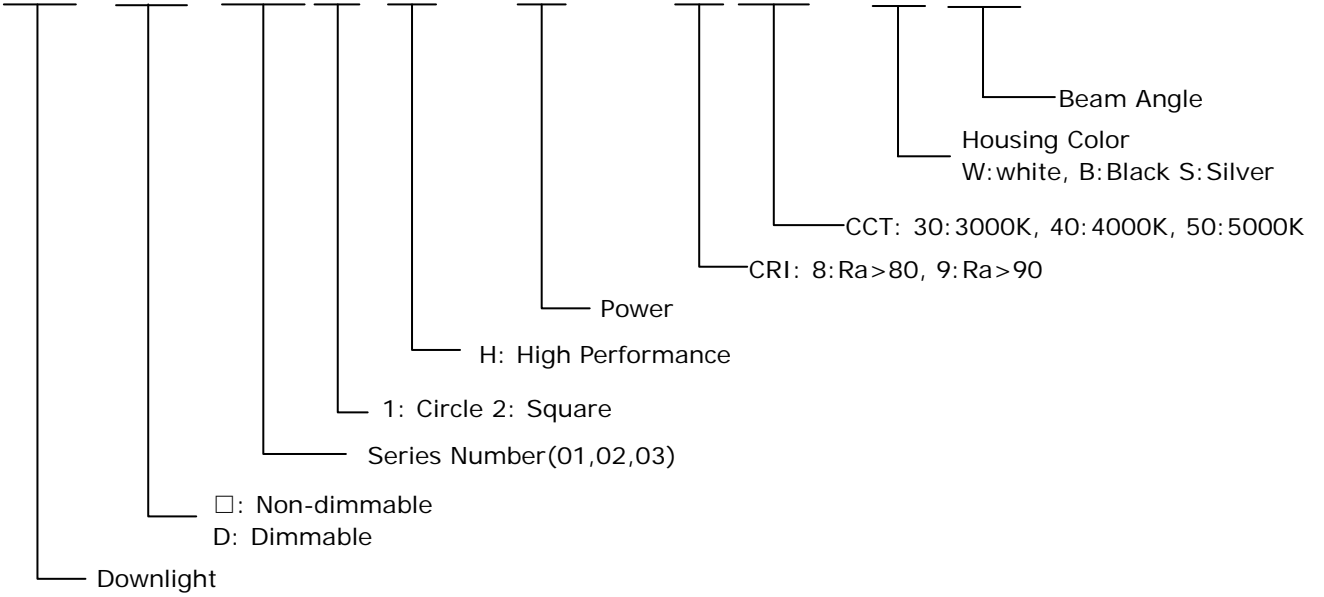 Beam Angle
Housing Color
W:white, B:Black S:Silver
CCT: 30:3000K, 40:4000K, 50:5000K
CRI: 8:Ra>80, 9:Ra>90
Power
H: High Performance
1: Circle 2: Square
Series Number(01,02,03)
□: Non-dimmable
D: Dimmable
Downlight